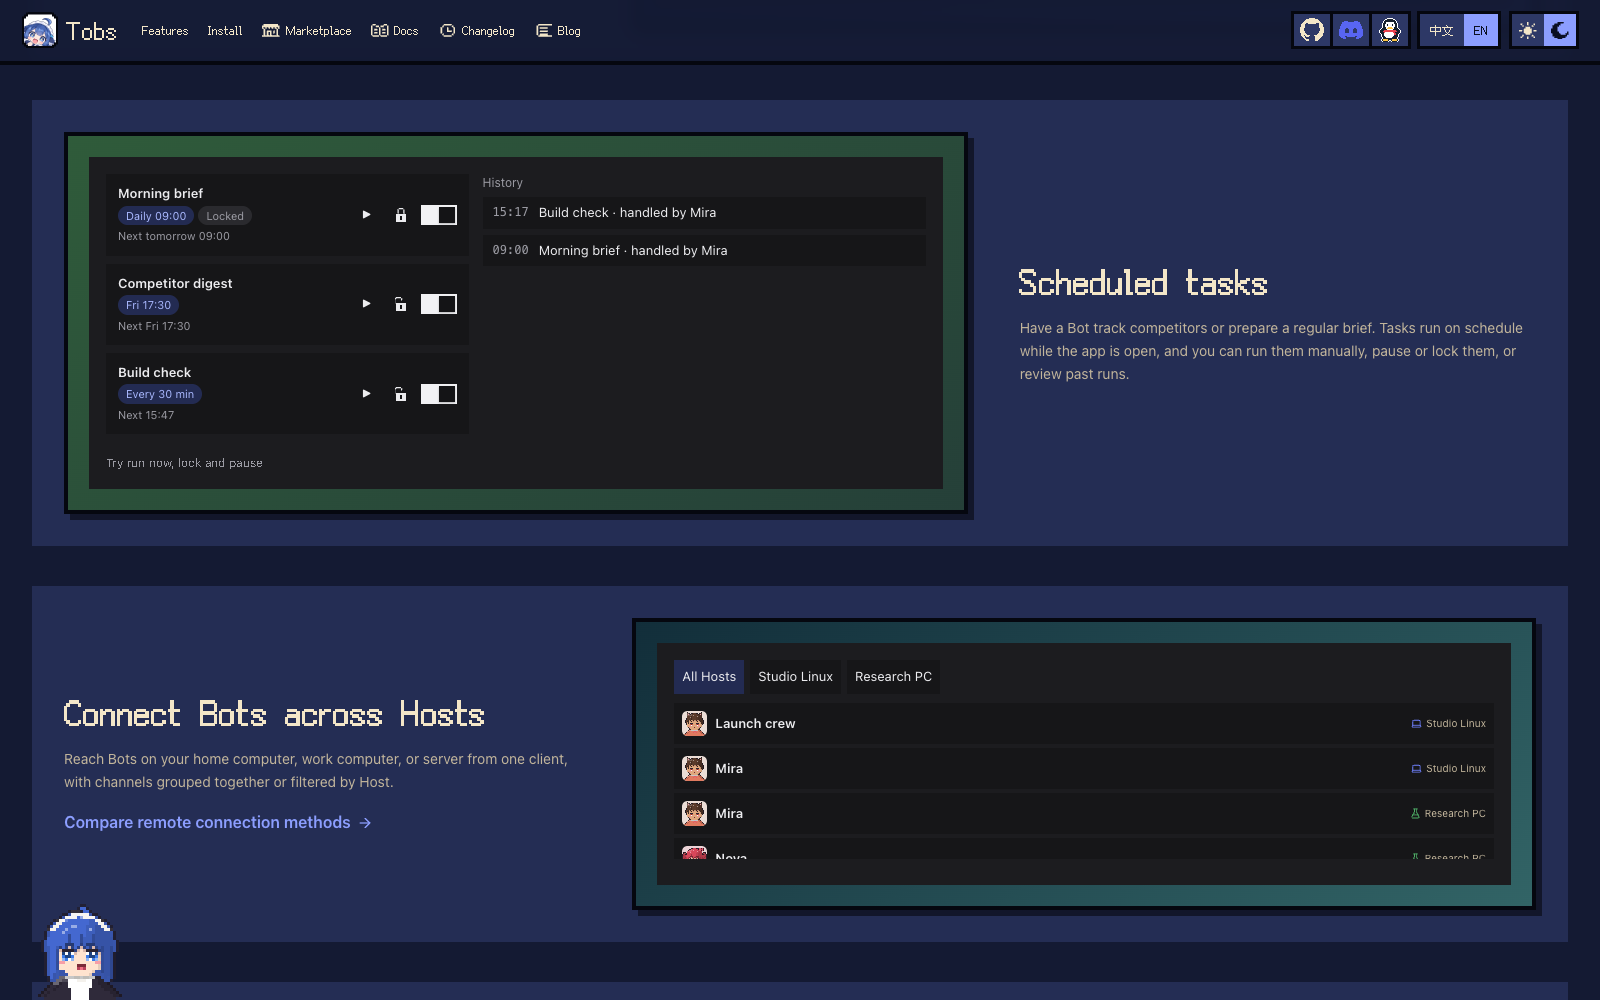 Tobs
Features
Install
Marketplace
Docs
Changelog
Blog
中文
EN
Morning brief
Daily 09:00
Locked
Next tomorrow 09:00
Competitor digest
Fri 17:30
Next Fri 17:30
Build check
Every 30 min
Next 15:47
Try run now, lock and pause
History
15:17 Build check · handled by Mira
09:00 Morning brief · handled by Mira
Scheduled tasks
Have a Bot track competitors or prepare a regular brief. Tasks run on schedule
while the app is open, and you can run them manually, pause or lock them, or
review past runs.
Connect Bots across Hosts
Reach Bots on your home computer, work computer, or server from one client,
with channels grouped together or filtered by Host.
Compare remote connection methods →
All Hosts
Studio Linux
Research PC
Launch crew
Studio Linux
Mira
Studio Linux
Mira
Research PC
Nova
Research PC